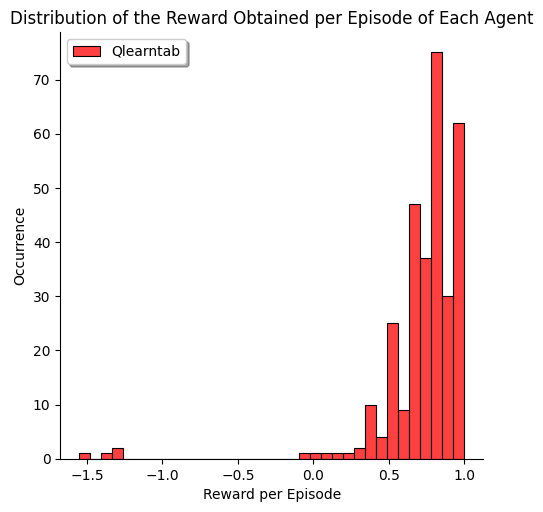 Distribution of the Reward Obtained per Episode of Each Agent
Qlearntab
Occurrence
70
60
50
40
30
20
10
0
−1.5 −1.0 −0.5 0.0 0.5 1.0
Reward per Episode